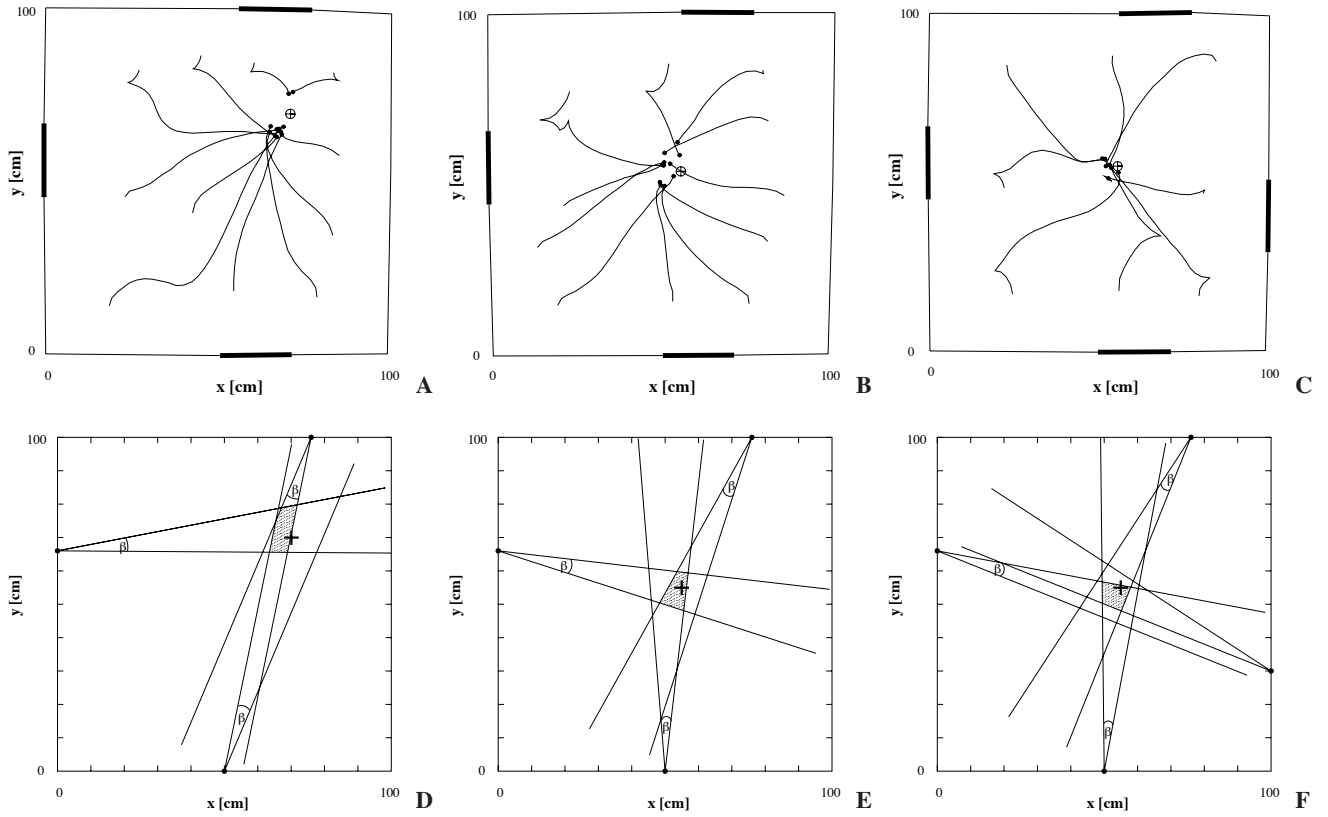 100 100 100
y [cm] y [cm] y [cm]
0 0 0
0 100 0 100 0 100
x [cm] A x [cm] B x [cm] C
100 100 100
β β β
β β β
y [cm] y [cm] y [cm]
β β β
0 0 0
0 100 0 100 0 100
x [cm] D x [cm] E x [cm] F